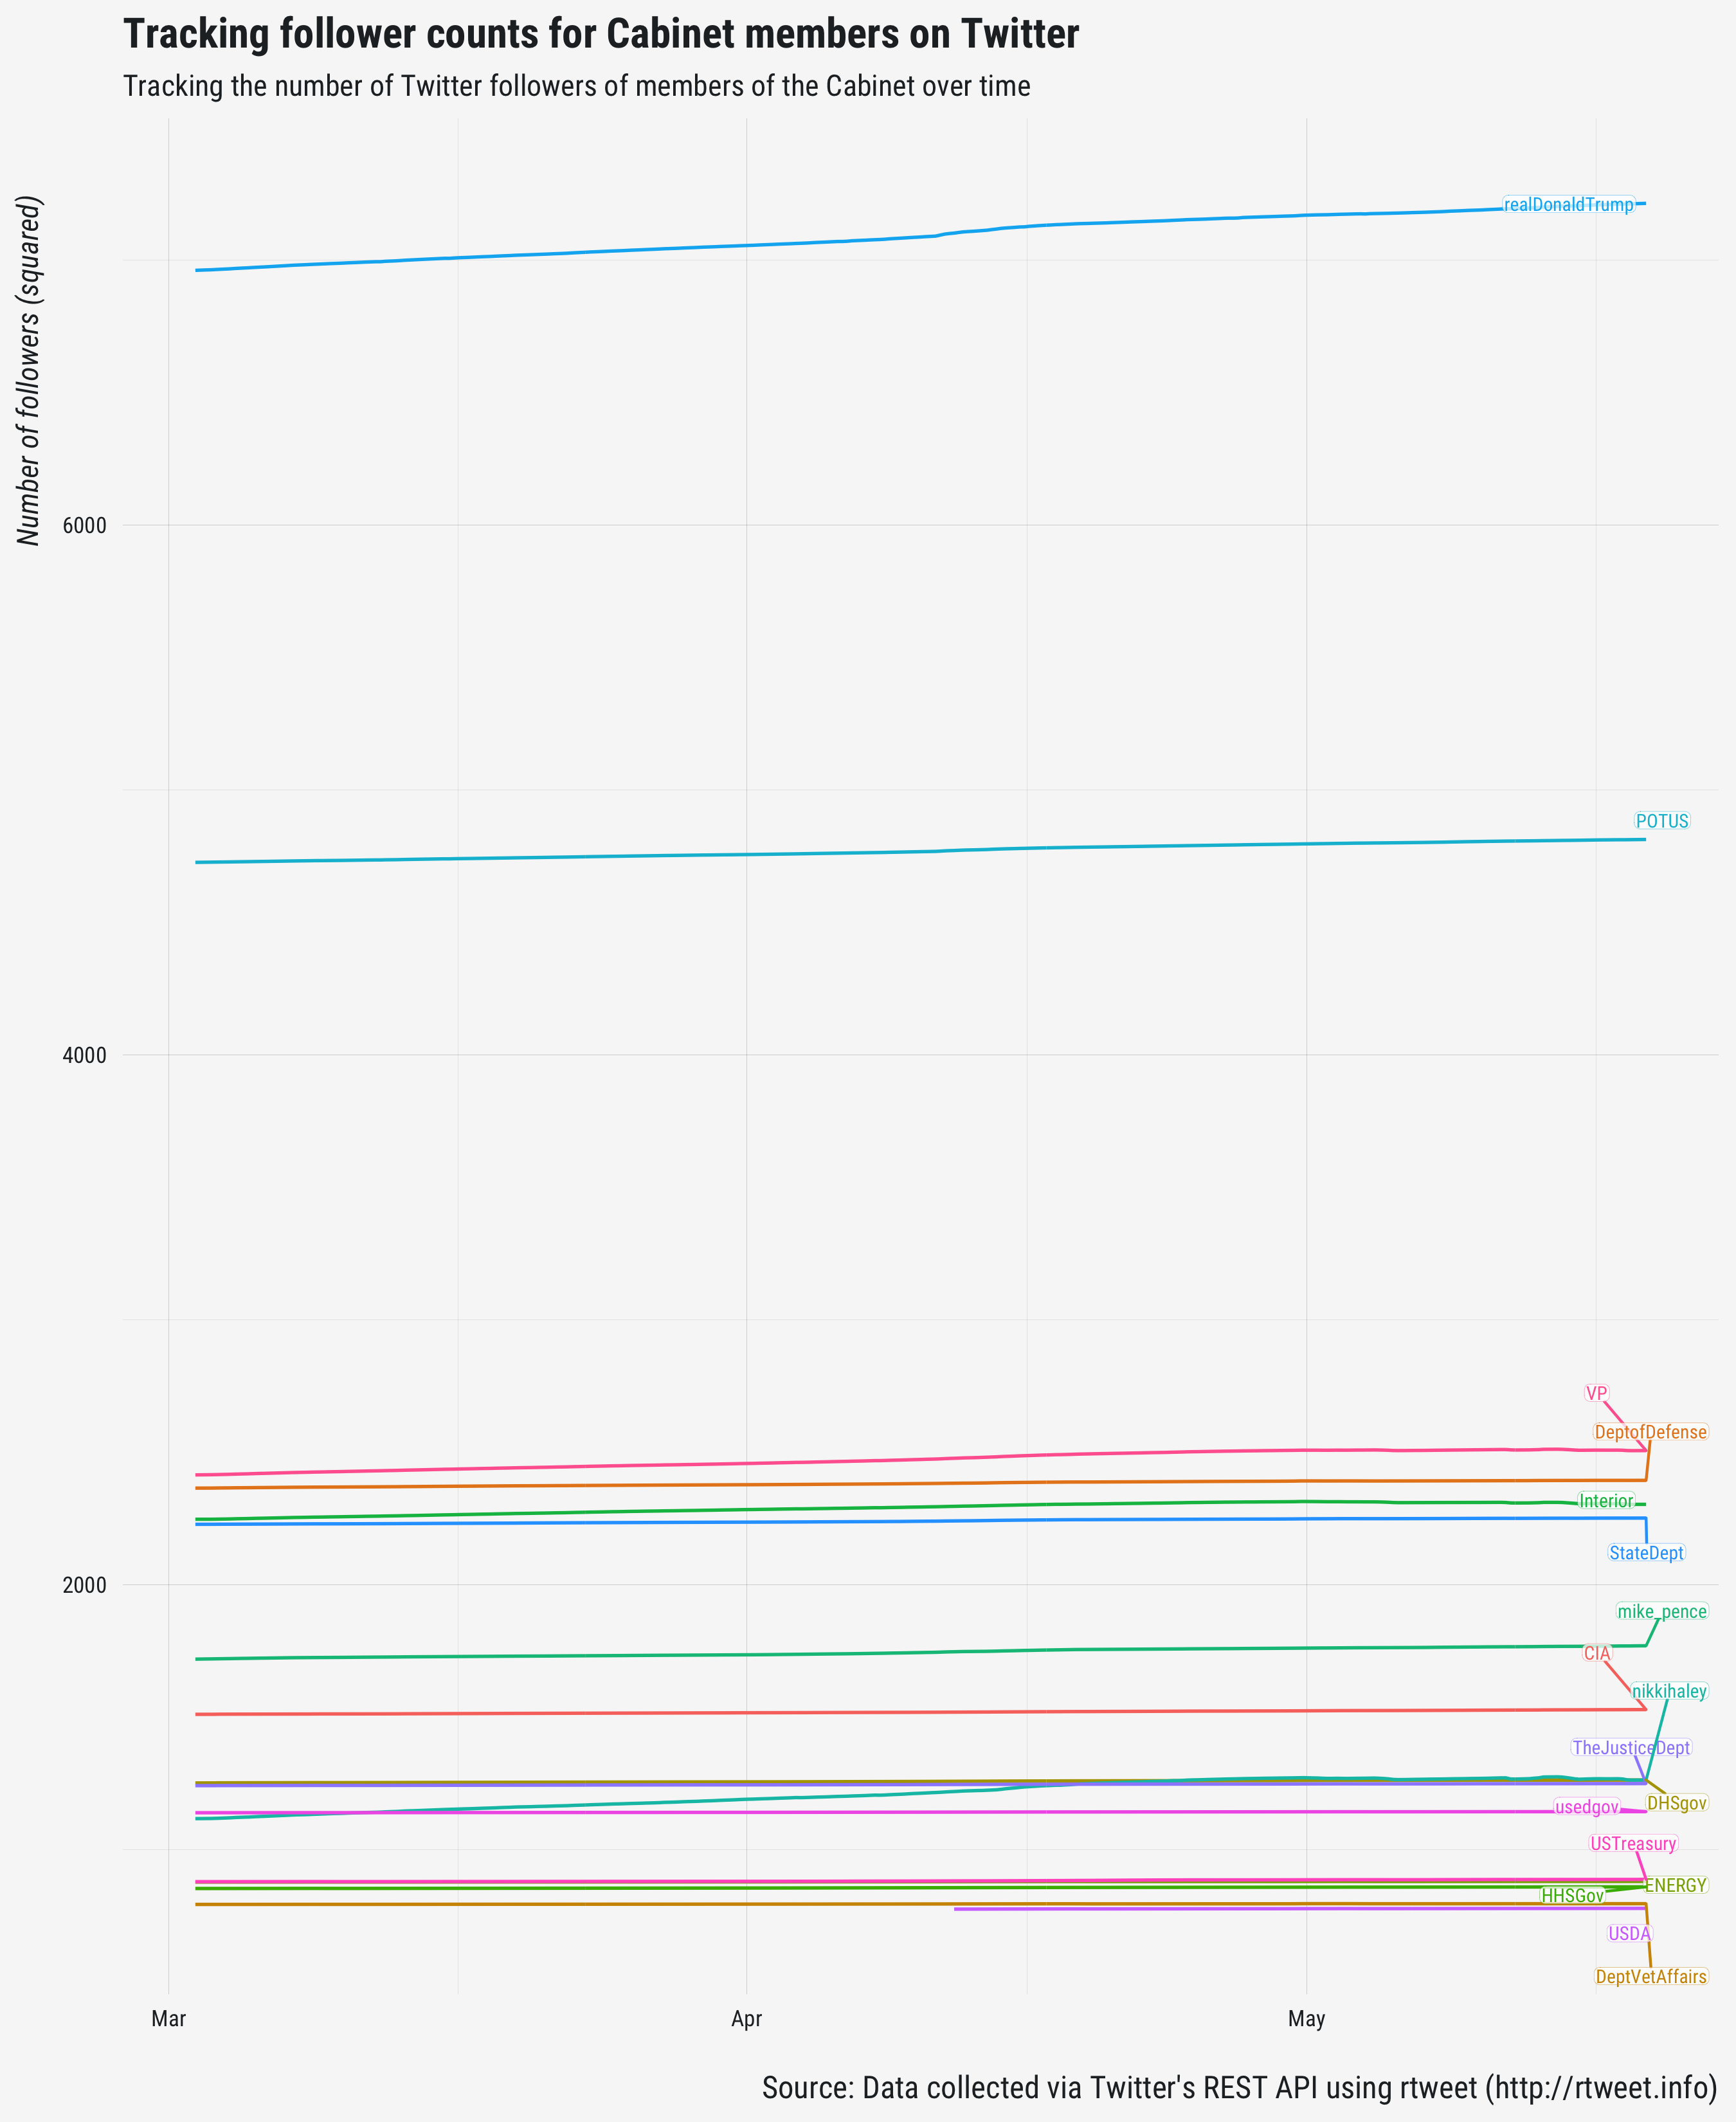 Tracking follower counts for Cabinet members on Twitter
Tracking the number of Twitter followers of members of the Cabinet over time
Number of followers (squared)
realDonaldTrump
6000
POTUS
4000
VP
DeptofDefense
Interior
StateDept
2000
mike_pence
CIA
nikkihaley
TheJusticeDept
DHSgov
usedgov
USTreasury
ENERGY
HHSGov
USDA
DeptVetAffairs
Mar
Apr
May
Source: Data collected via Twitter's REST API using rtweet (http://rtweet.info)